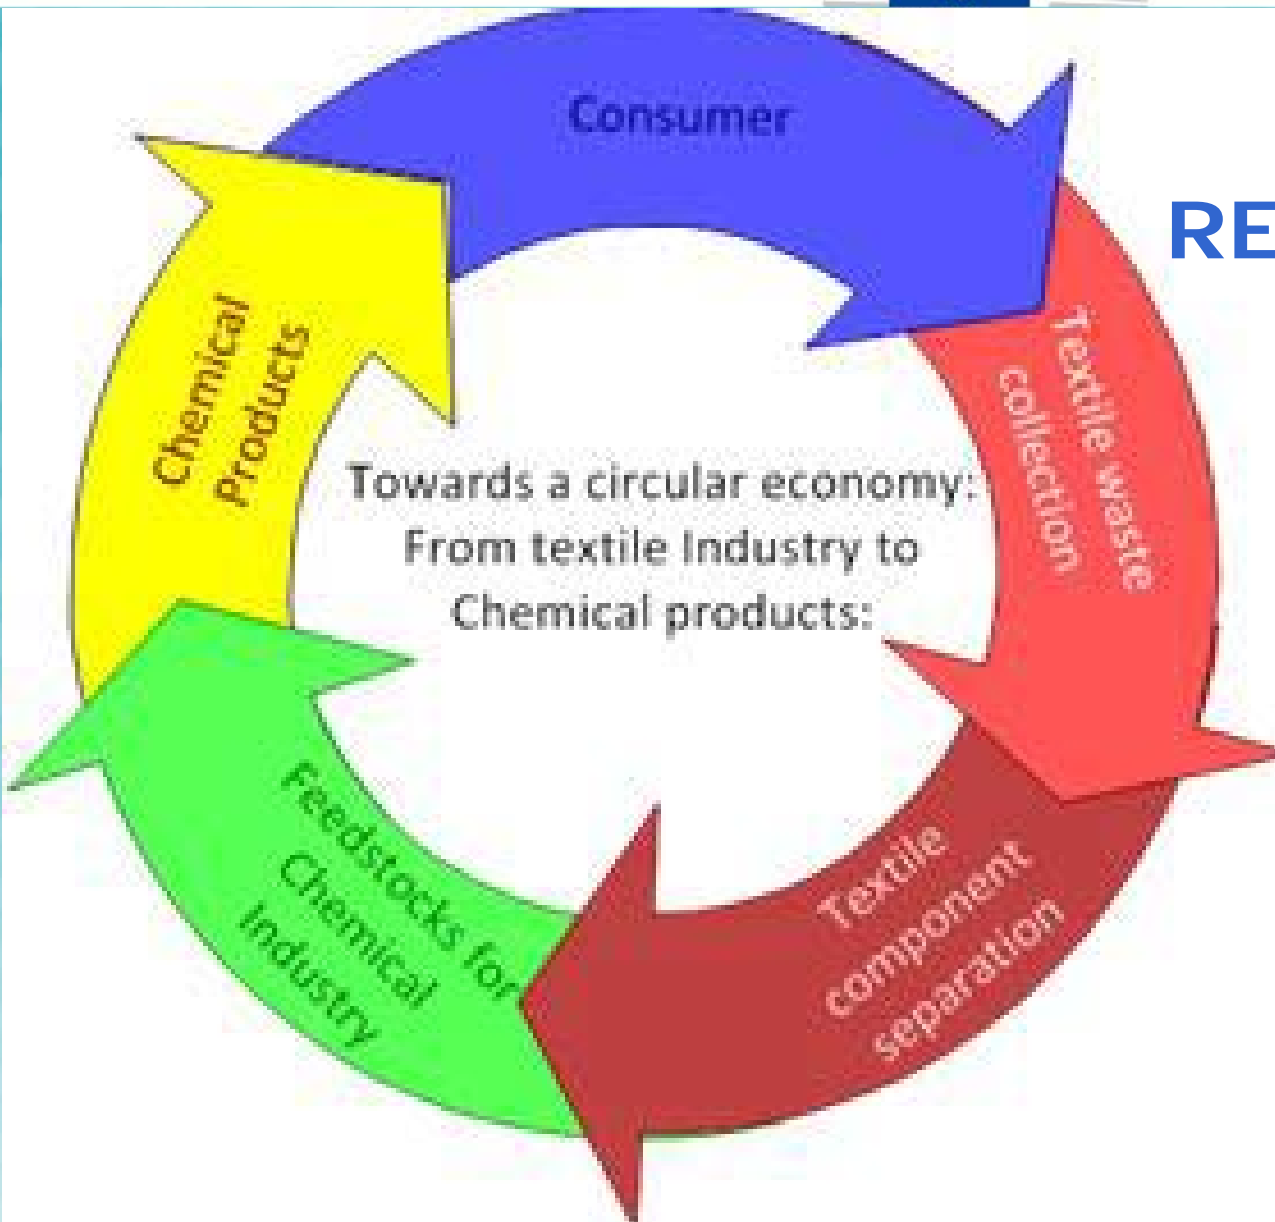 Consumer
RE
Textile waste
collection
Chemical
Products
Towards a circular economy:
From textile Industry to
Chemical products:
Textile
component
separation
Feedstocks for
Chemical
Industry